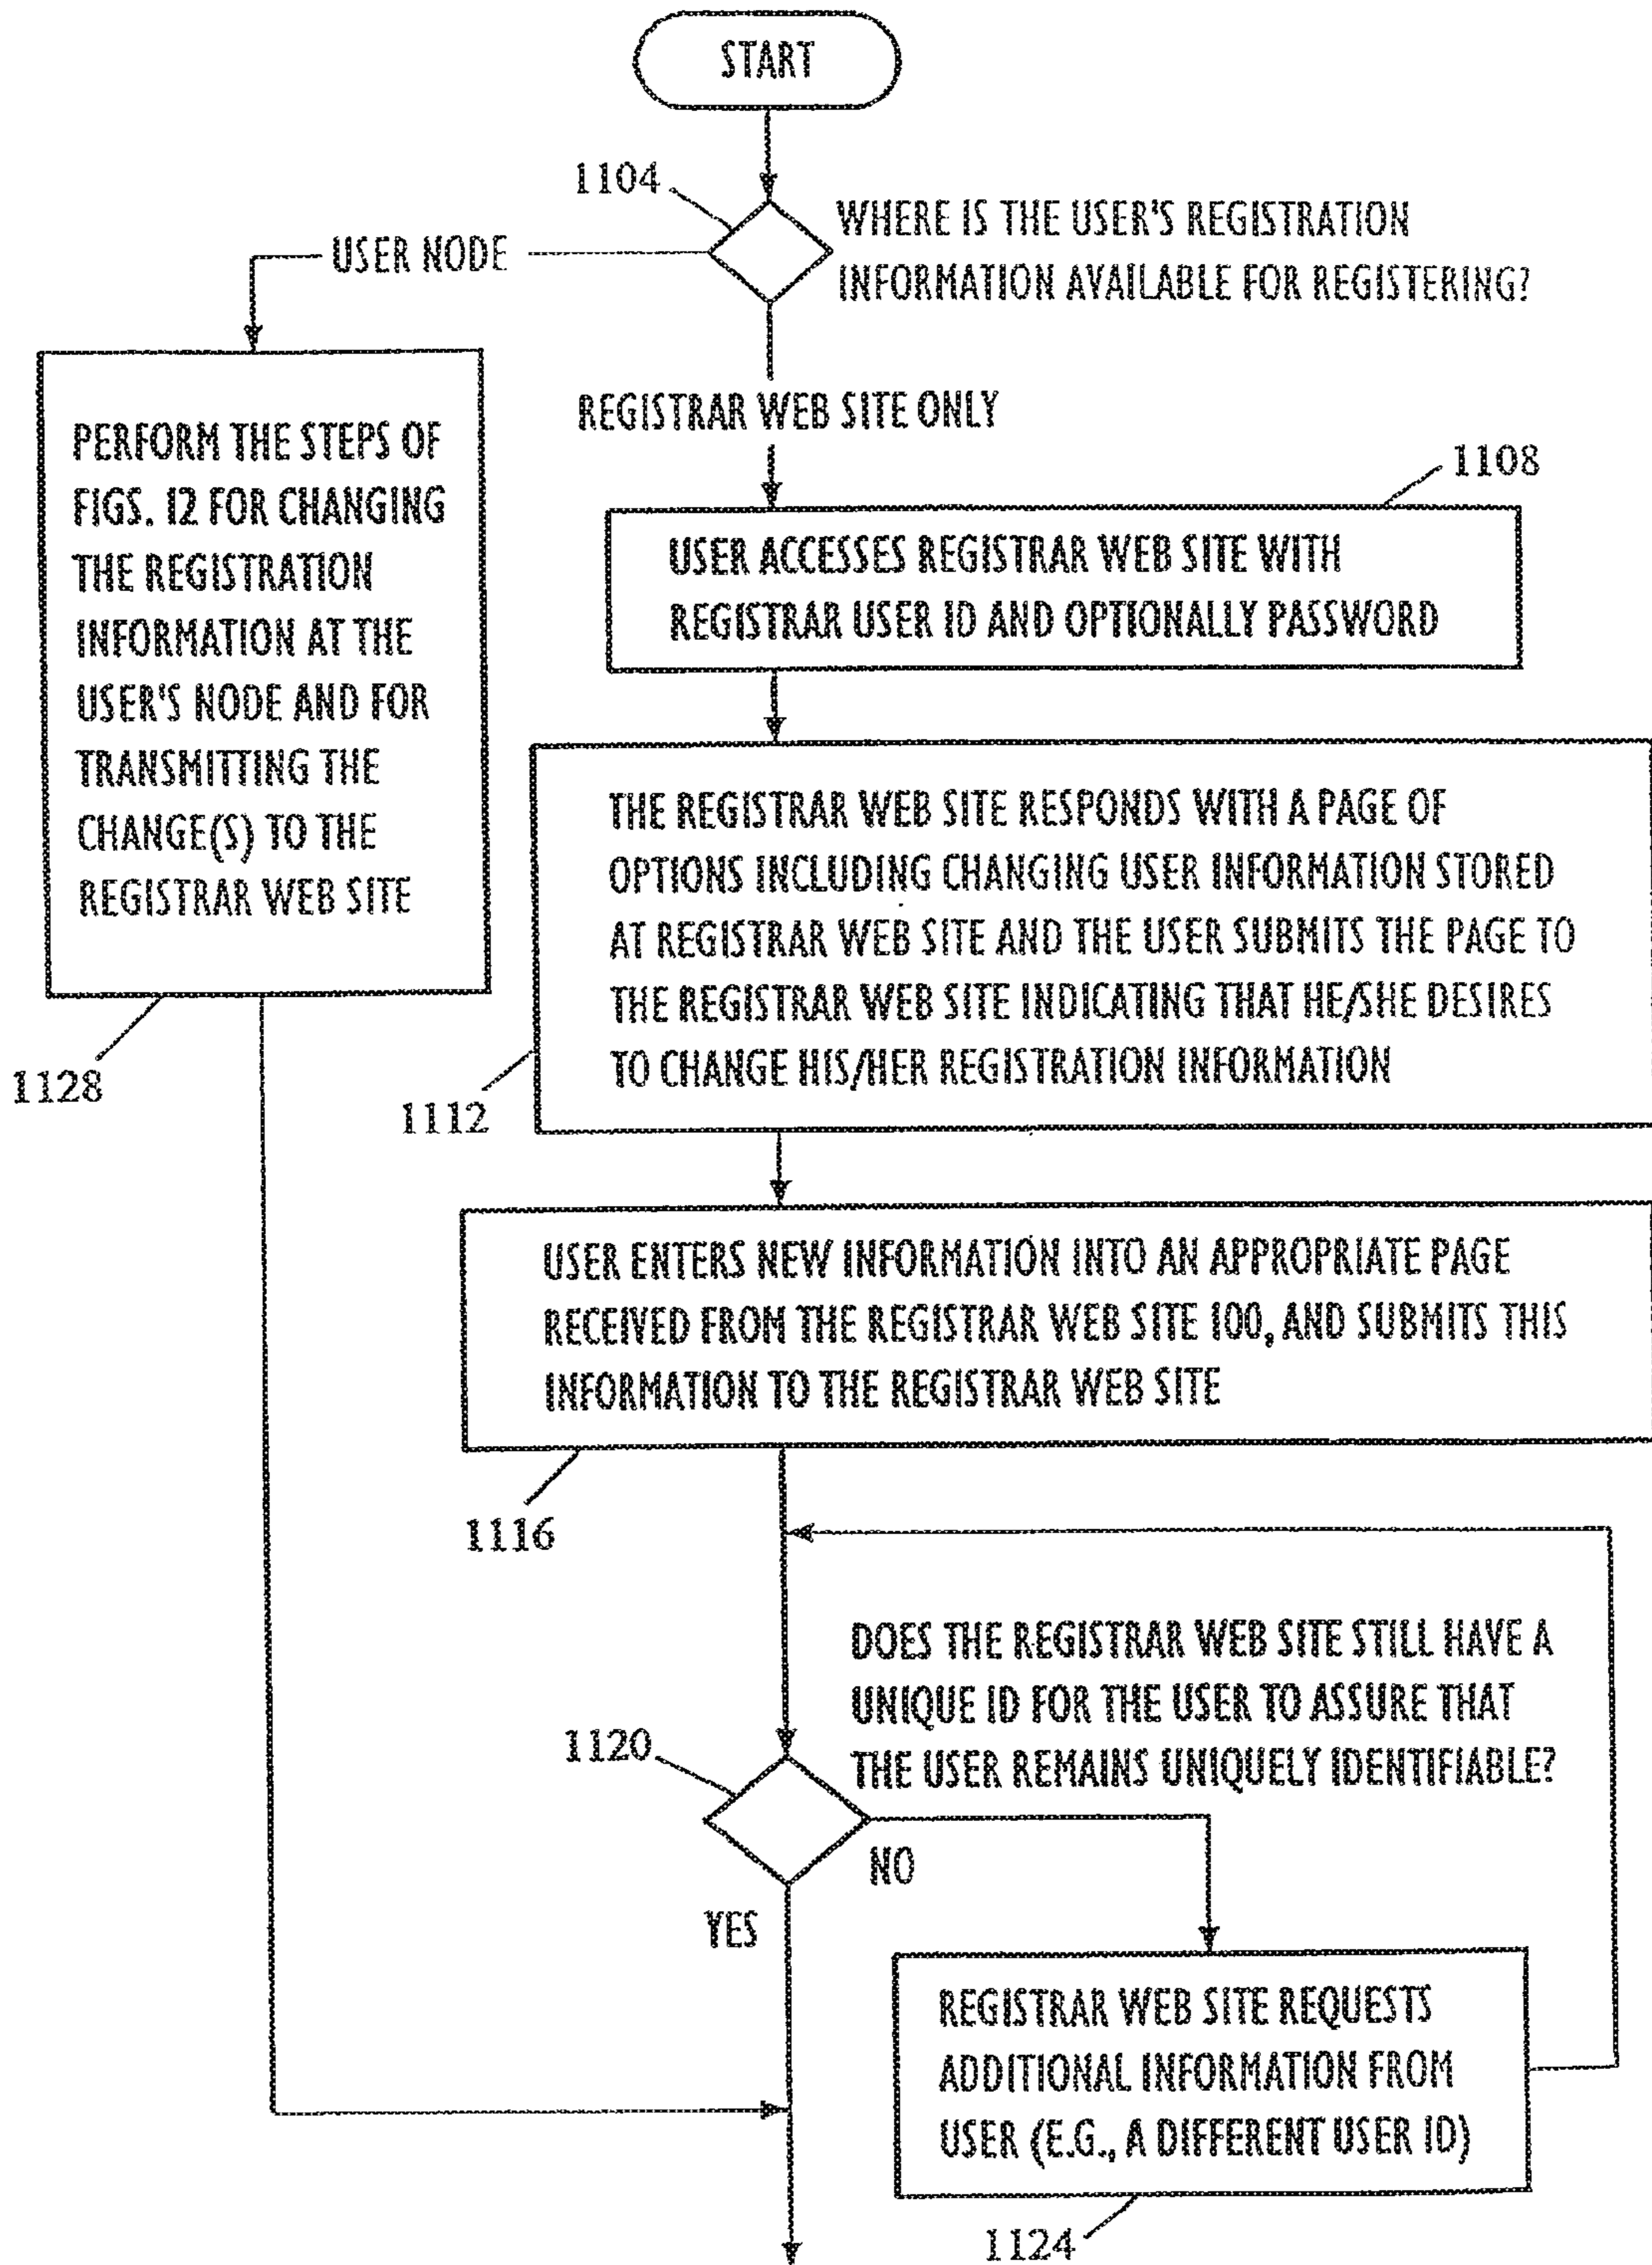 START
1104
WHERE IS THE USER'S REGISTRATION
INFORMATION AVAILABLE FOR REGISTERING?
USER NODE
REGISTRAR WEB SITE ONLY
PERFORM THE STEPS OF
FIGS. 12 FOR CHANGING
THE REGISTRATION
INFORMATION AT THE
USER'S NODE AND FOR
TRANSMITTING THE
CHANGE(S) TO THE
REGISTRAR WEB SITE
1128
1108
USER ACCESSES REGISTRAR WEB SITE WITH
REGISTRAR USER ID AND OPTIONALLY PASSWORD
THE REGISTRAR WEB SITE RESPONDS WITH A PAGE OF
OPTIONS INCLUDING CHANGING USER INFORMATION STORED
AT REGISTRAR WEB SITE AND THE USER SUBMITS THE PAGE TO
THE REGISTRAR WEB SITE INDICATING THAT HE/SHE DESIRES
TO CHANGE HIS/HER REGISTRATION INFORMATION
1112
USER ENTERS NEW INFORMATION INTO AN APPROPRIATE PAGE
RECEIVED FROM THE REGISTRAR WEB SITE 100, AND SUBMITS THIS
INFORMATION TO THE REGISTRAR WEB SITE
1116
DOES THE REGISTRAR WEB SITE STILL HAVE A
UNIQUE ID FOR THE USER TO ASSURE THAT
THE USER REMAINS UNIQUELY IDENTIFIABLE?
1120
NO
YES
REGISTRAR WEB SITE REQUESTS
ADDITIONAL INFORMATION FROM
USER (E.G., A DIFFERENT USER ID)
1124